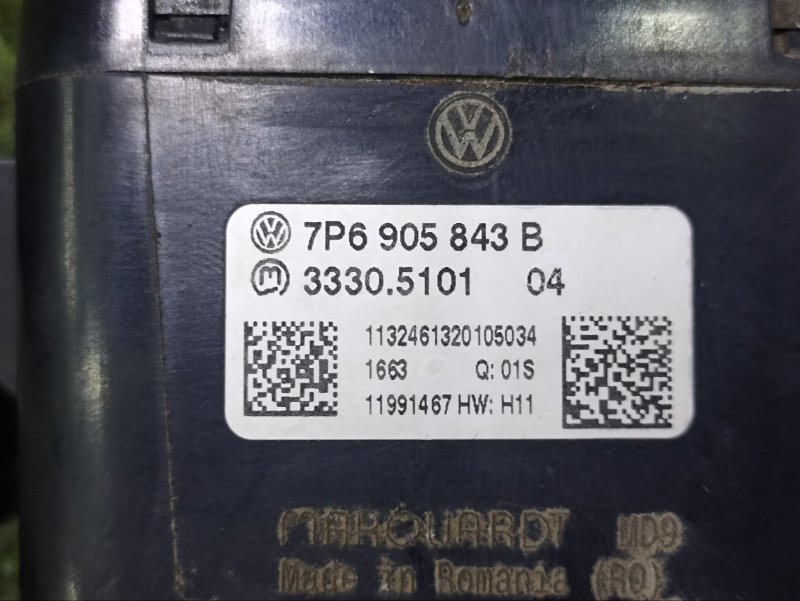 7P6 905 843 B
3330.5101 04
1132461320105034
1663 Q: 01S
11991467 HW: H11
MARQUARDT MD9
Made in Romania (RO)